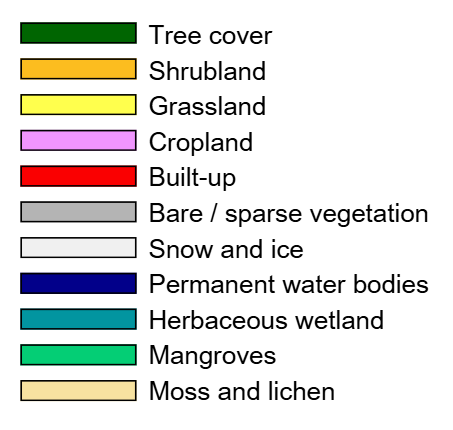 Tree cover
Shrubland
Grassland
Cropland
Built-up
Bare / sparse vegetation
Snow and ice
Permanent water bodies
Herbaceous wetland
Mangroves
Moss and lichen